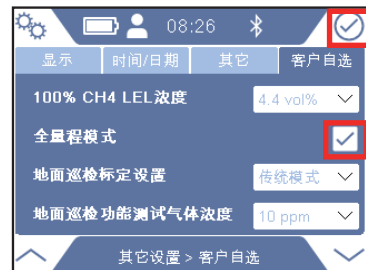 08:26
显示 时间/日期 其它 客户自选
100% CH4 LEL浓度 4.4 vol%
全量程模式
地面巡检标定设置 传统模式
地面巡检功能测试气体浓度 10 ppm
其它设置 > 客户自选